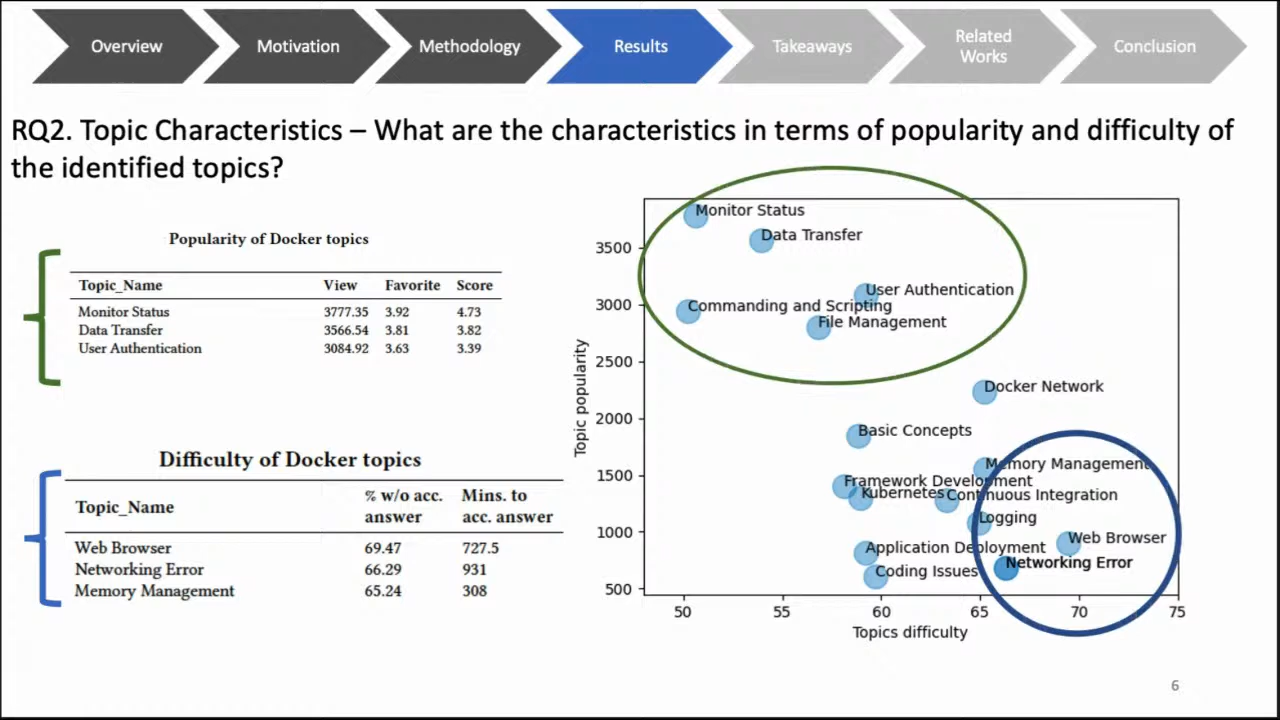 Overview
Motivation
Methodology
Results
Takeaways
Related
Works
Conclusion
RQ2. Topic Characteristics – What are the characteristics in terms of popularity and difficulty of
the identified topics?
Popularity of Docker topics
Topic_Name View Favorite Score
Monitor Status 3777.35 3.92 4.73
Data Transfer 3566.54 3.81 3.82
User Authentication 3084.92 3.63 3.39
Difficulty of Docker topics
Topic_Name % w/o acc. answer Mins. to acc. answer
Web Browser 69.47 727.5
Networking Error 66.29 931
Memory Management 65.24 308
Topic popularity
3500
3000
2500
2000
1500
1000
500
Monitor Status
Data Transfer
User Authentication
Commanding and Scripting
File Management
Docker Network
Basic Concepts
Memory Management
Framework Development
Kubernetes
Continuous Integration
Logging
Web Browser
Application Deployment
Networking Error
Coding Issues
50 55 60 65 70 75
Topics difficulty
6